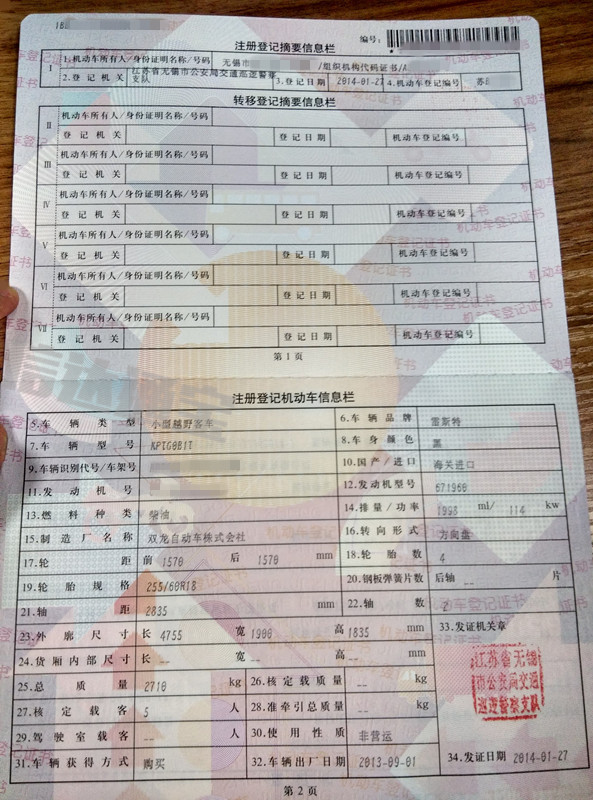 注册登记摘要信息栏
编号:
I 1.机动车所有人/身份证明名称/号码 无锡市 /组织机构代码证书/
2.登记机关 江苏省无锡市公安局交通巡逻警察支队 3.登记日期 2014-01-27 4.机动车登记编号 苏
转移登记摘要信息栏
II 机动车所有人/身份证明名称/号码
登记机关 登记日期 机动车登记编号
III 机动车所有人/身份证明名称/号码
登记机关 登记日期 机动车登记编号
IV 机动车所有人/身份证明名称/号码
登记机关 登记日期 机动车登记编号
V 机动车所有人/身份证明名称/号码
登记机关 登记日期 机动车登记编号
VI 机动车所有人/身份证明名称/号码
登记机关 登记日期 机动车登记编号
VII 机动车所有人/身份证明名称/号码
登记机关 登记日期 机动车登记编号
第1页
注册登记机动车信息栏
5.车辆类型 小型越野客车 6.车辆品牌 雷斯特
7.车辆型号 KPTG0B1T 8.车身颜色 黑
9.车辆识别代号/车架号 10.国产/进口 海关进口
11.发动机号 12.发动机型号 671960
13.燃料种类 柴油 14.排量/功率 1998 ml/ 114 kw
15.制造厂名称 双龙自动车株式会社 16.转向形式 方向盘
17.轮距 前 1570 后 1570 mm 18.轮胎数 4
19.轮胎规格 255/60R18 20.钢板弹簧片数 后轴 -- 片
21.轴距 2835 mm 22.轴数 2
23.外廓尺寸 长 4755 宽 1900 高 1835 mm 33.发证机关章
24.货厢内部尺寸 长 -- 宽 -- 高 -- mm
25.总质量 2710 kg 26.核定载质量 -- kg
27.核定载客 5 人 28.准牵引总质量 -- kg
29.驾驶室载客 -- 人 30.使用性质 非营运
31.车辆获得方式 购买 32.车辆出厂日期 2013-09-01 34.发证日期 2014-01-27
江苏省无锡
市公安局交通
巡逻警察支队
第2页